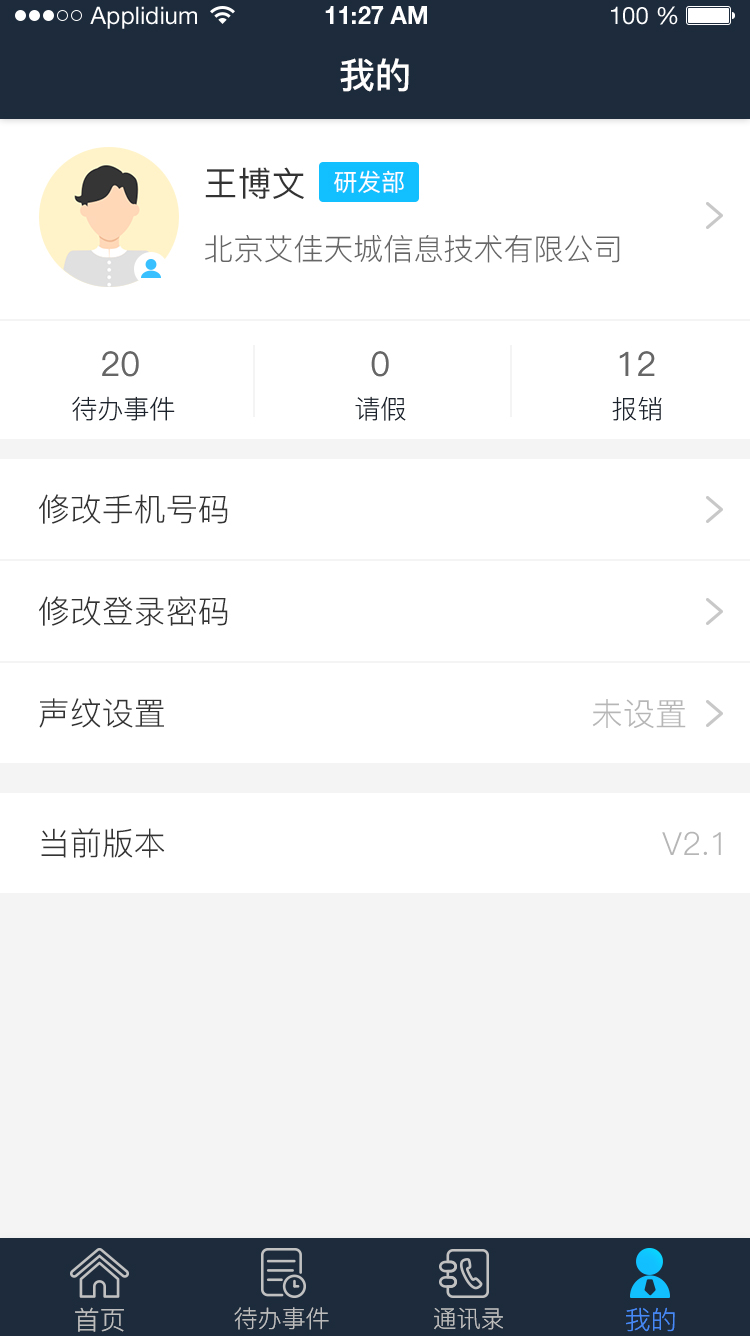 Applidium 11:27 AM 100 %
我的
王博文 研发部
北京艾佳天城信息技术有限公司
20 0 12
待办事件 请假 报销
修改手机号码
修改登录密码
声纹设置 未设置
当前版本 V2.1
首页 待办事件 通讯录 我的